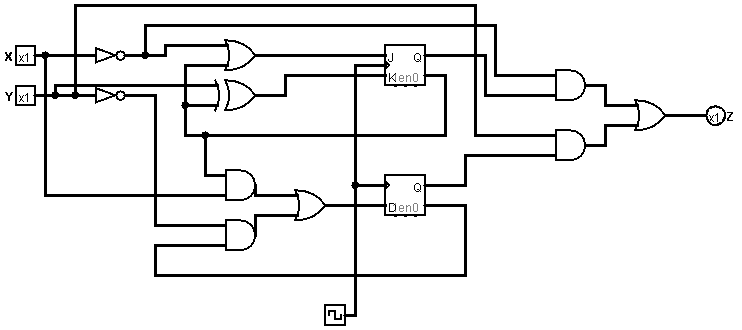 X x1
Y x1
J Q
K en0
Q
D en0
x1 Z